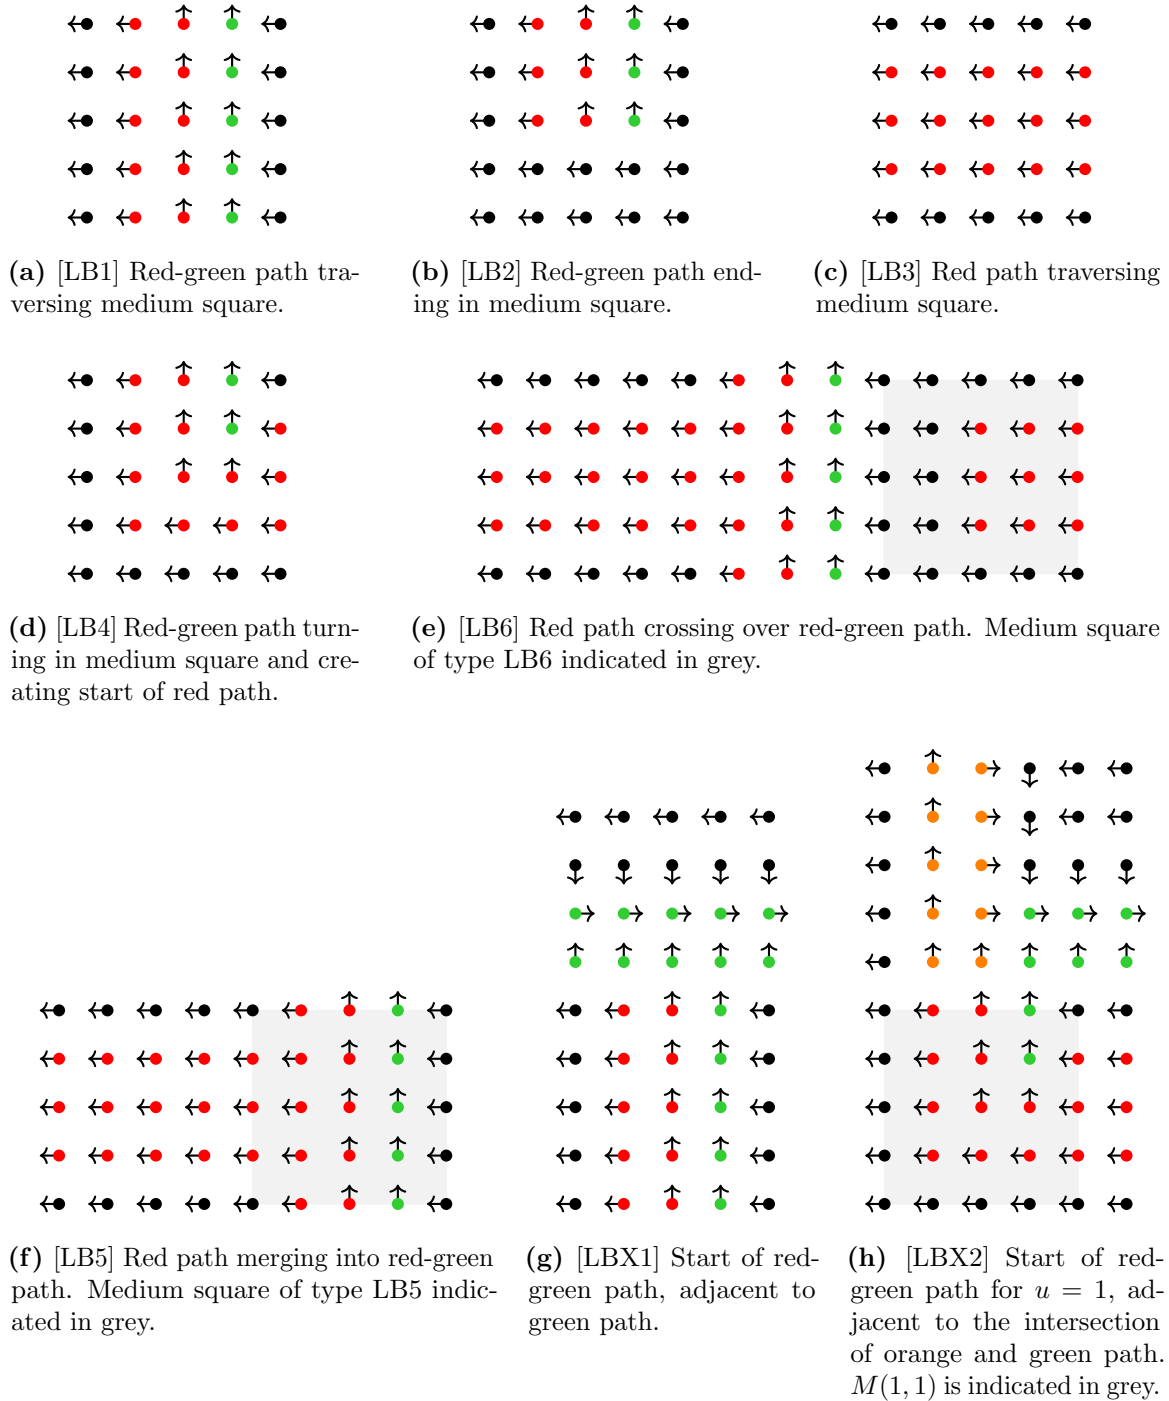 (a) [LB1] Red-green path tra-
versing medium square.
(b) [LB2] Red-green path end-
ing in medium square.
(c) [LB3] Red path traversing
medium square.
(d) [LB4] Red-green path turn-
ing in medium square and cre-
ating start of red path.
(e) [LB6] Red path crossing over red-green path. Medium square
of type LB6 indicated in grey.
(f) [LB5] Red path merging into red-green
path. Medium square of type LB5 indic-
ated in grey.
(g) [LBX1] Start of red-
green path, adjacent to
green path.
(h) [LBX2] Start of red-
green path for u = 1, ad-
jacent to the intersection
of orange and green path.
M(1, 1) is indicated in grey.